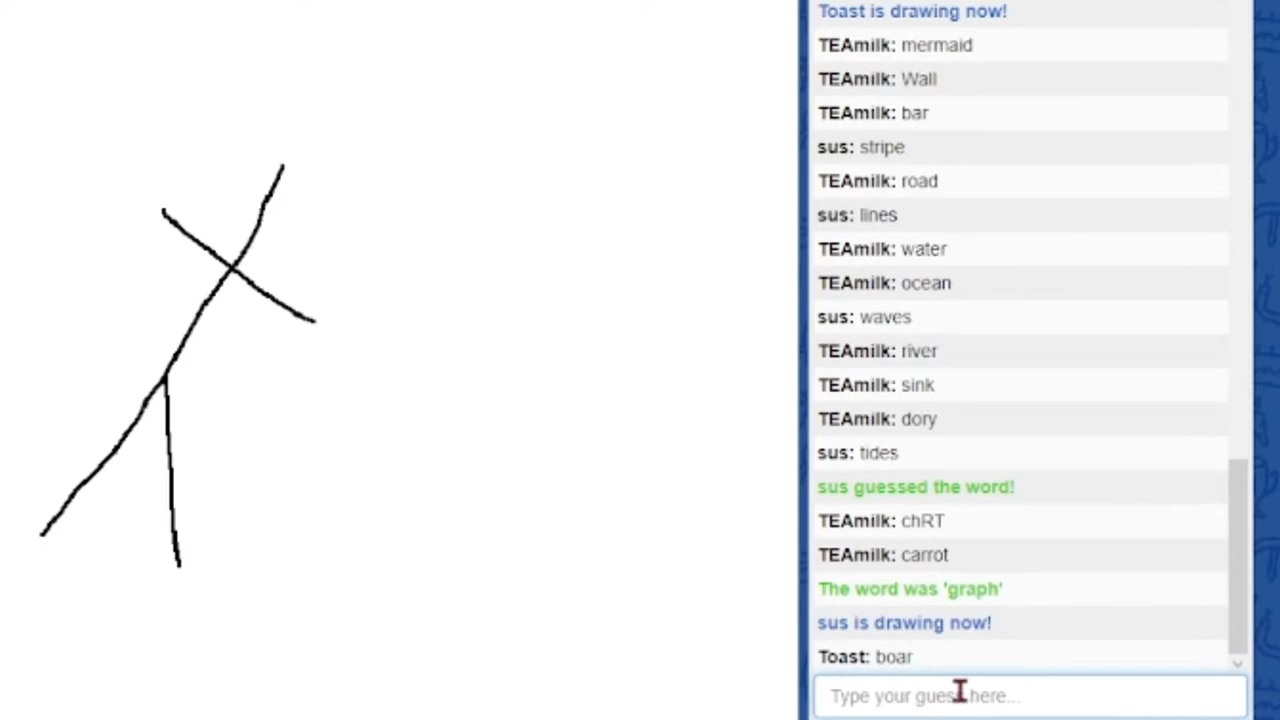 Toast is drawing now!
TEAmilk: mermaid
TEAmilk: Wall
TEAmilk: bar
sus: stripe
TEAmilk: road
sus: lines
TEAmilk: water
TEAmilk: ocean
sus: waves
TEAmilk: river
TEAmilk: sink
TEAmilk: dory
sus: tides
sus guessed the word!
TEAmilk: chRT
TEAmilk: carrot
The word was 'graph'
sus is drawing now!
Toast: boar
Type your guess here...